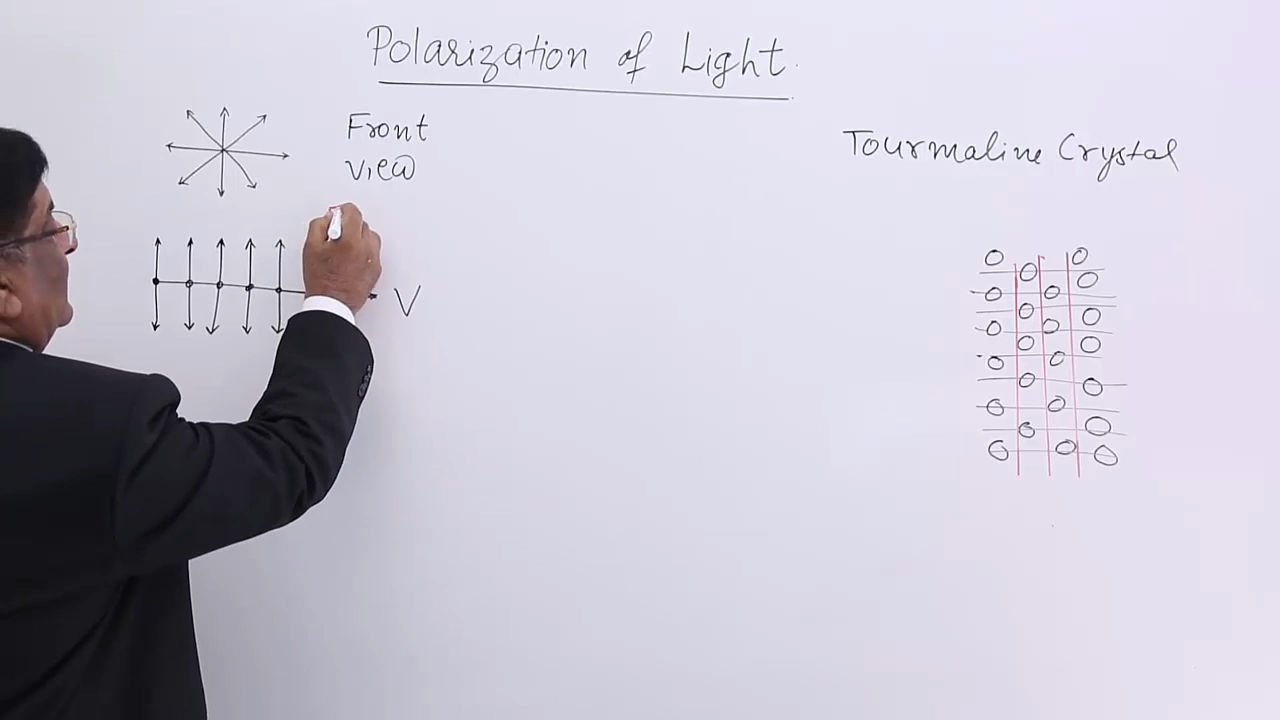 Polarization of Light.
Front
view
V
Tourmaline Crystal